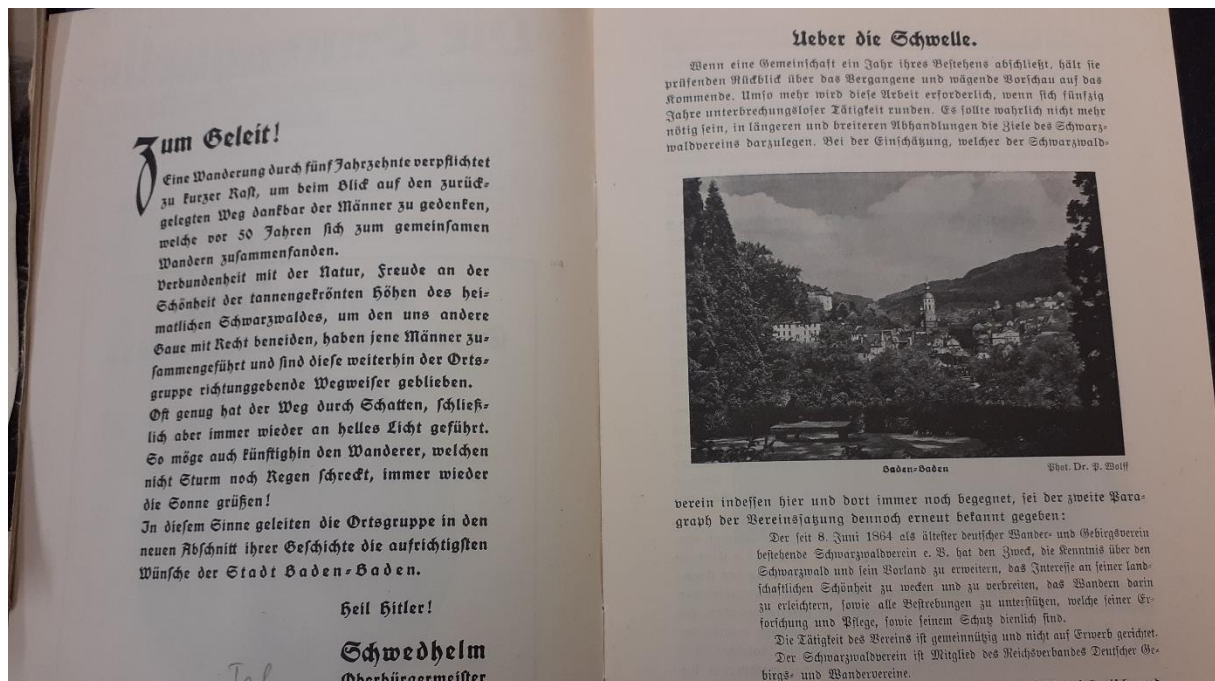 Zum Geleit!
Eine Wanderung durch fünf Jahrzehnte verpflichtet
zu kurzer Rast, um beim Blick auf den zurück-
gelegten Weg dankbar der Männer zu gedenken,
welche vor 50 Jahren sich zum gemeinsamen
Wandern zusammenfanden.
Verbundenheit mit der Natur, Freude an der
Schönheit der tannengekrönten Höhen des hei-
matlichen Schwarzwaldes, um den uns andere
Gaue mit Recht beneiden, haben jene Männer zu-
sammengeführt und sind diese weiterhin der Orts-
gruppe richtunggebende Wegweiser geblieben.
Oft genug hat der Weg durch Schatten, schließ-
lich aber immer wieder an helles Licht geführt.
So möge auch künftighin den Wanderer, welchen
nicht Sturm noch Regen schreckt, immer wieder
die Sonne grüßen!
In diesem Sinne geleiten die Ortsgruppe in den
neuen Abschnitt ihrer Geschichte die aufrichtigsten
Wünsche der Stadt Baden-Baden.
Heil Hitler!
Schwedhelm
Oberbürgermeister
Ueber die Schwelle.
Wenn eine Gemeinschaft ein Jahr ihres Bestehens abschließt, hält sie
prüfenden Rückblick über das Vergangene und wägende Vorschau auf das
Kommende. Umso mehr wird diese Arbeit erforderlich, wenn sich fünfzig
Jahre unterbrechungsloser Tätigkeit runden. Es sollte wahrlich nicht mehr
nötig sein, in längeren und breiteren Abhandlungen die Ziele des Schwarz-
waldvereins darzulegen. Bei der Einschätzung, welcher der Schwarzwald-
Baden-Baden
Phot. Dr. P. Wolff
verein indessen hier und dort immer noch begegnet, sei der zweite Para-
graph der Vereinssatzung dennoch erneut bekannt gegeben:
Der seit 8. Juni 1864 als ältester deutscher Wander- und Gebirgsverein
bestehende Schwarzwaldverein e. V. hat den Zweck, die Kenntnis über den
Schwarzwald und sein Vorland zu erweitern, das Interesse an seiner land-
schaftlichen Schönheit zu wecken und zu verbreiten, das Wandern darin
zu erleichtern, sowie alle Bestrebungen zu unterstützen, welche seiner Er-
forschung und Pflege, sowie seinem Schutz dienlich sind.
Die Tätigkeit des Vereins ist gemeinnützig und nicht auf Erwerb gerichtet.
Der Schwarzwaldverein ist Mitglied des Reichsverbandes Deutscher Ge-
birgs- und Wandervereine.